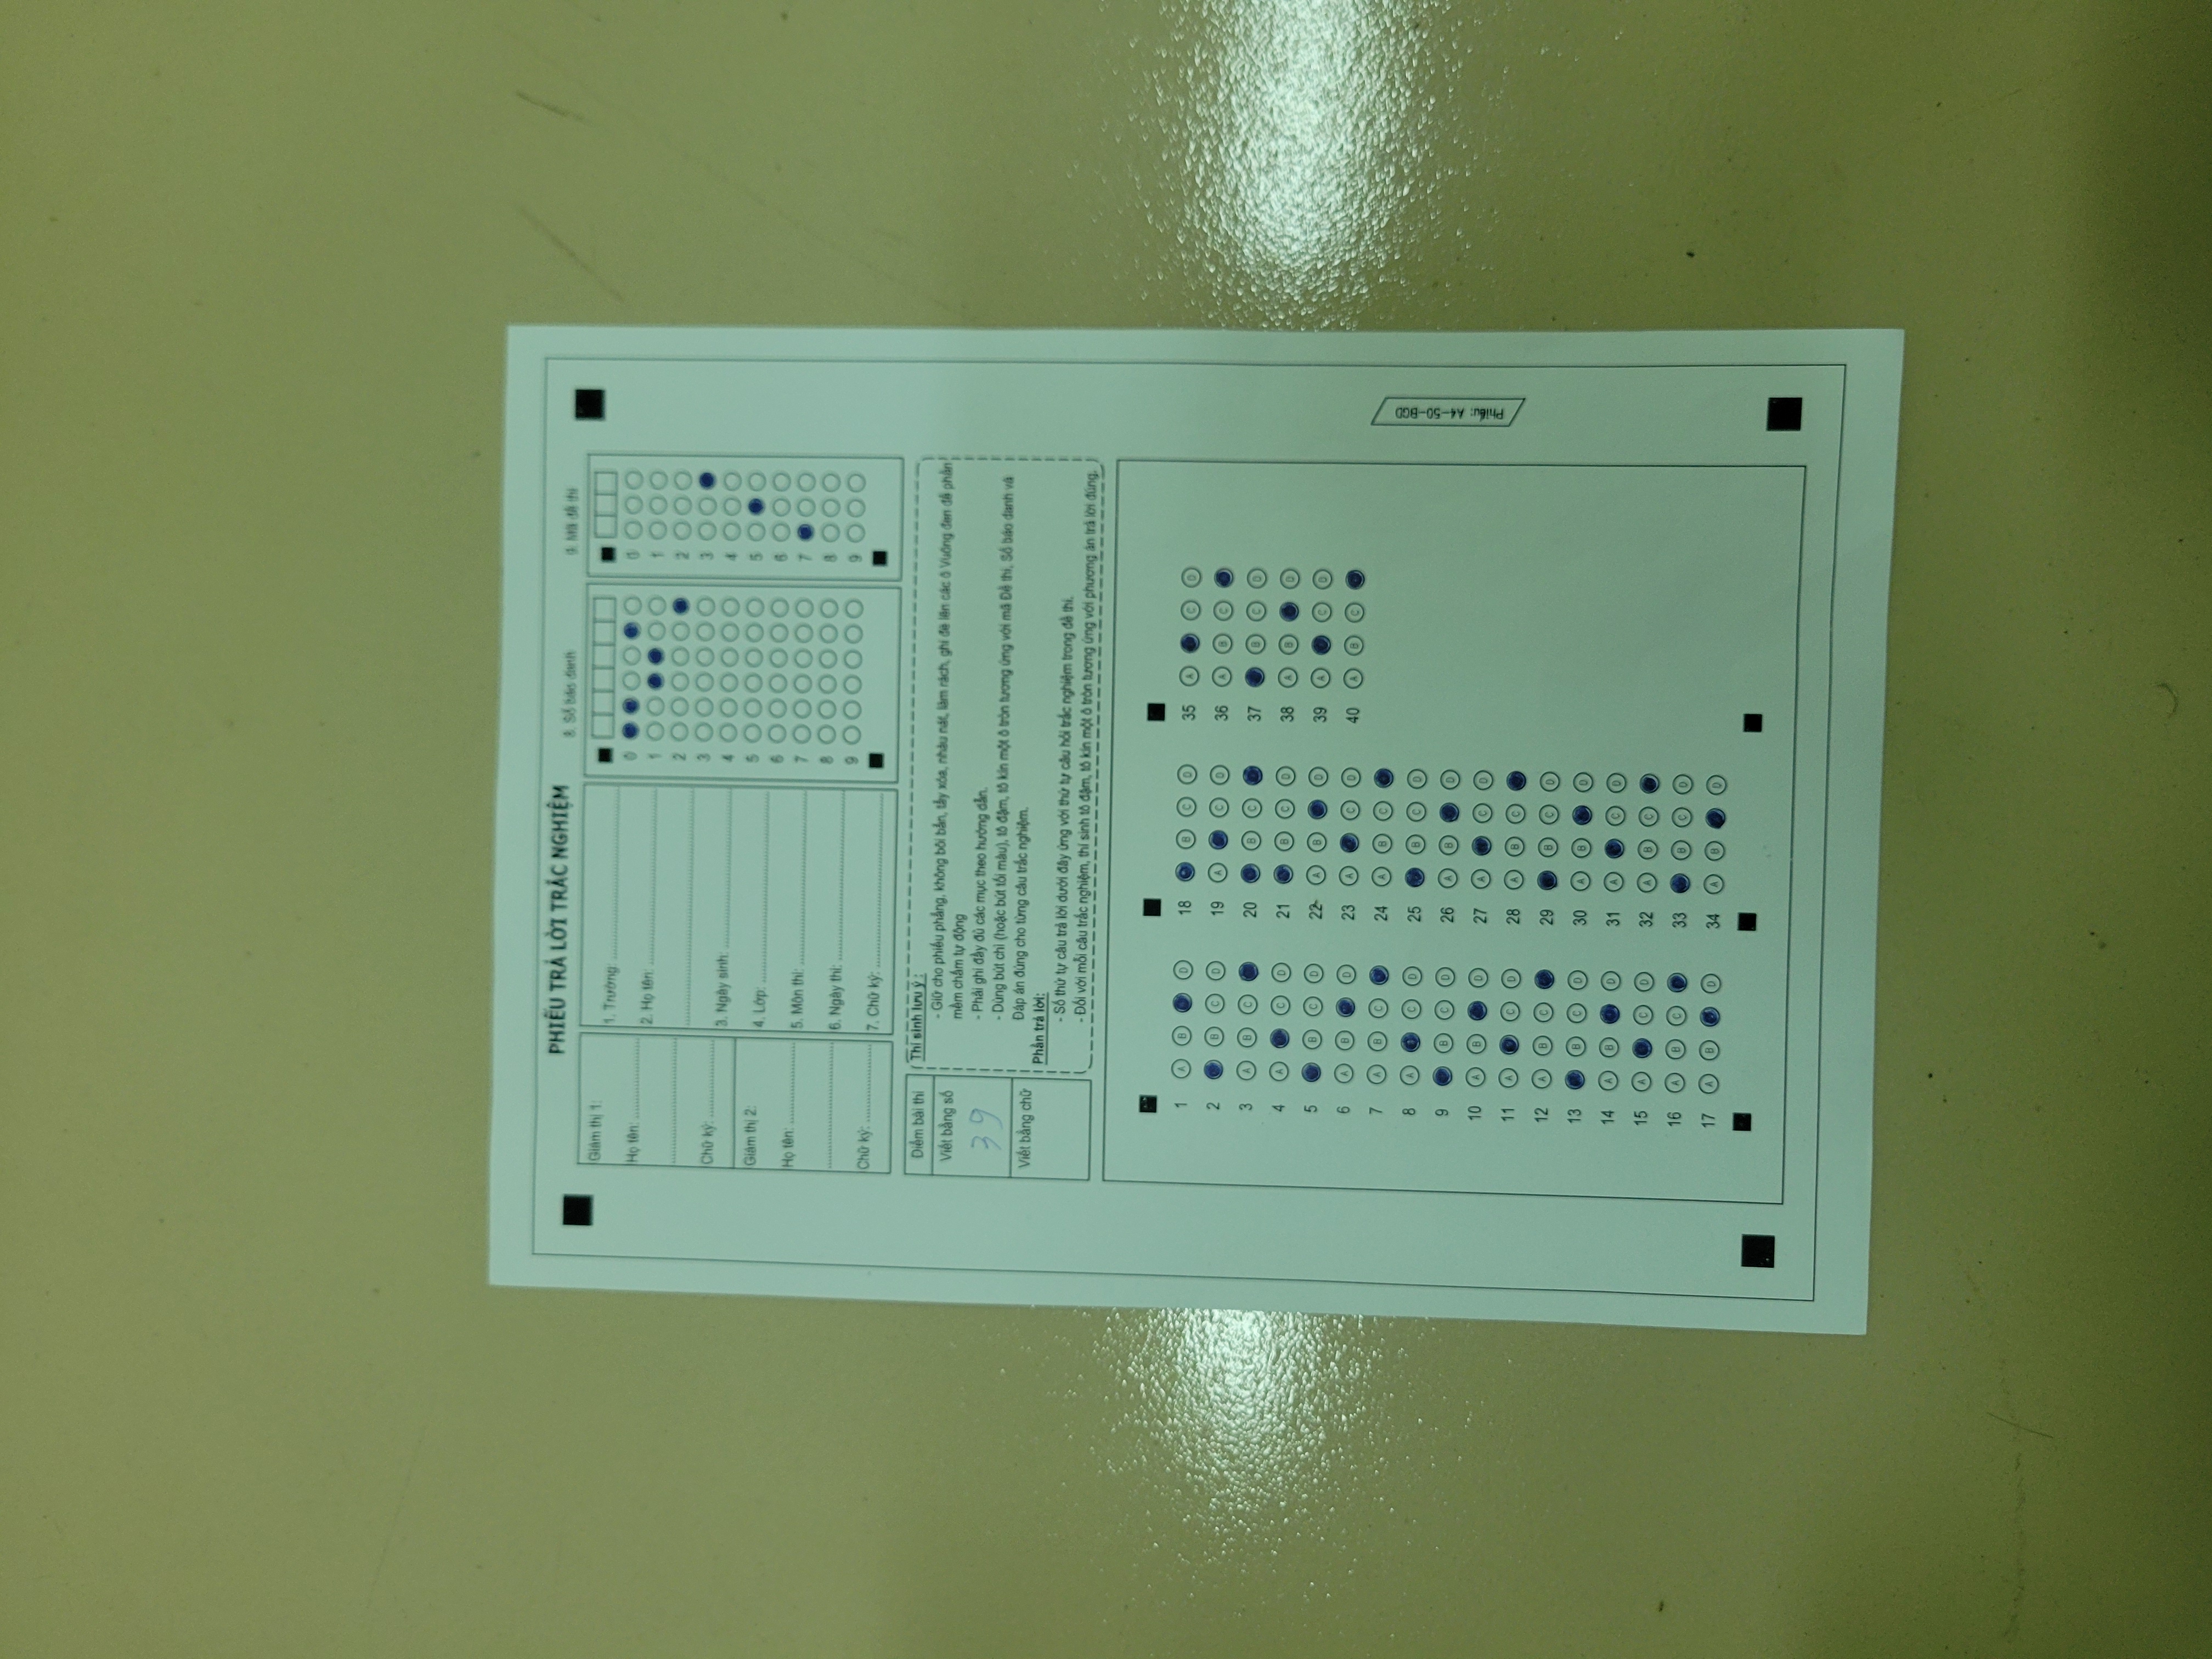 PHIẾU TRẢ LỜI TRẮC NGHIỆM
Giám thị 1:
Họ tên:
Chữ ký:
Giám thị 2:
Họ tên:
Chữ ký:
1. Trường:
2. Họ tên:
3. Ngày sinh:
4. Lớp:
5. Môn thi:
6. Ngày thi:
7. Chữ ký:
8. Số báo danh
0
1
2
3
4
5
6
7
8
9
9. Mã đề thi
0
1
2
3
4
5
6
7
8
9
Điểm bài thi
Viết bằng số
39
Viết bằng chữ
Thí sinh lưu ý:
- Giữ cho phiếu phẳng, không bôi bẩn, tẩy xóa, nhàu nát, làm rách, ghi đè lên các ô Vuông đen để phần
mềm chấm tự động
- Phải ghi đầy đủ các mục theo hướng dẫn.
- Dùng bút chì (hoặc bút tối màu), tô đậm, tô kín một ô tròn tương ứng với mã Đề thi, Số báo danh và
Đáp án đúng cho từng câu trắc nghiệm.
Phần trả lời:
- Số thứ tự câu trả lời dưới đây ứng với thứ tự câu hỏi trắc nghiệm trong đề thi.
- Đối với mỗi câu trắc nghiệm, thí sinh tô đậm, tô kín một ô tròn tương ứng với phương án trả lời đúng.
1 A B D
2 B C D
3 A B C
4 A C D
5 B C D
6 A B D
7 A B C
8 A C D
9 B C D
10 A B D
11 A C D
12 A B C
13 B C D
14 A B D
15 A C D
16 A B C
17 A B D
18 B C D
19 A C D
20 B C
21 B C D
22 A B D
23 A C D
24 A B C
25 B C D
26 A B D
27 A C D
28 A B C
29 B C D
30 A B D
31 A C D
32 A B C
33 B C D
34 A B D
35 A C D
36 A B C
37 B C D
38 A B D
39 A C D
40 A B C
Phiếu: A4-50-BGD